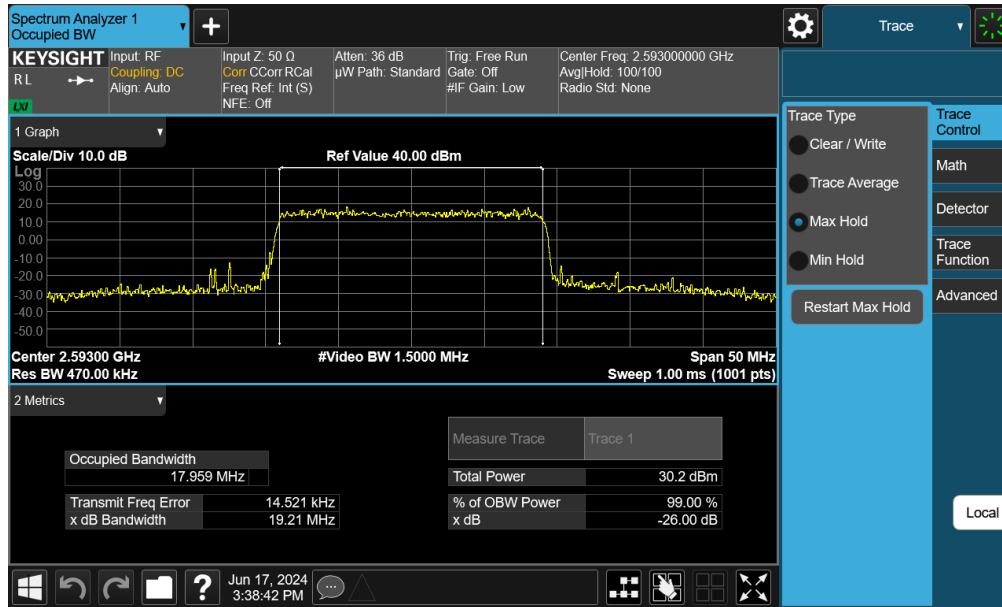 Spectrum Analyzer 1
Occupied BW
Trace
KEYSIGHT
R L
LXI
Input: RF
Coupling: DC
Align: Auto
Input Z: 50 Ω
Corr CCorr RCal
Freq Ref: Int (S)
NFE: Off
Atten: 36 dB
µW Path: Standard
Trig: Free Run
Gate: Off
#IF Gain: Low
Center Freq: 2.593000000 GHz
Avg|Hold: 100/100
Radio Std: None
1 Graph
Scale/Div 10.0 dB
Ref Value 40.00 dBm
Log
30.0
20.0
10.0
0.00
-10.0
-20.0
-30.0
-40.0
-50.0
Center 2.59300 GHz
#Video BW 1.5000 MHz
Span 50 MHz
Res BW 470.00 kHz
Sweep 1.00 ms (1001 pts)
2 Metrics
Measure Trace
Trace 1
Occupied Bandwidth
17.959 MHz
Total Power
30.2 dBm
Transmit Freq Error
14.521 kHz
% of OBW Power
99.00 %
x dB Bandwidth
19.21 MHz
x dB
-26.00 dB
Trace Type
Clear / Write
Trace Average
Max Hold
Min Hold
Restart Max Hold
Trace
Control
Math
Detector
Trace
Function
Advanced
Local
?
Jun 17, 2024
3:38:42 PM